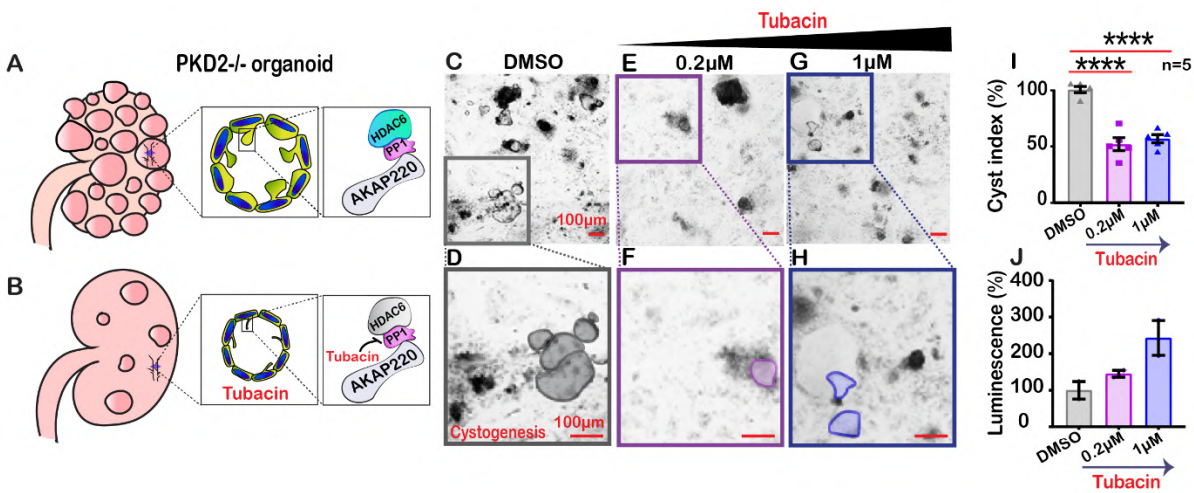 Tubacin
A
PKD2-/- organoid
HDAC6
PP1
AKAP220
C
DMSO
100µm
E
0.2µM
G
1µM
I
****
****
n=5
Cyst index (%)
100
50
0
DMSO
0.2µM
1µM
Tubacin
B
Tubacin
HDAC6
PP1
Tubacin
AKAP220
D
Cystogenesis
100µm
F
H
J
Luminescence (%)
400
300
200
100
0
DMSO
0.2µM
1µM
Tubacin